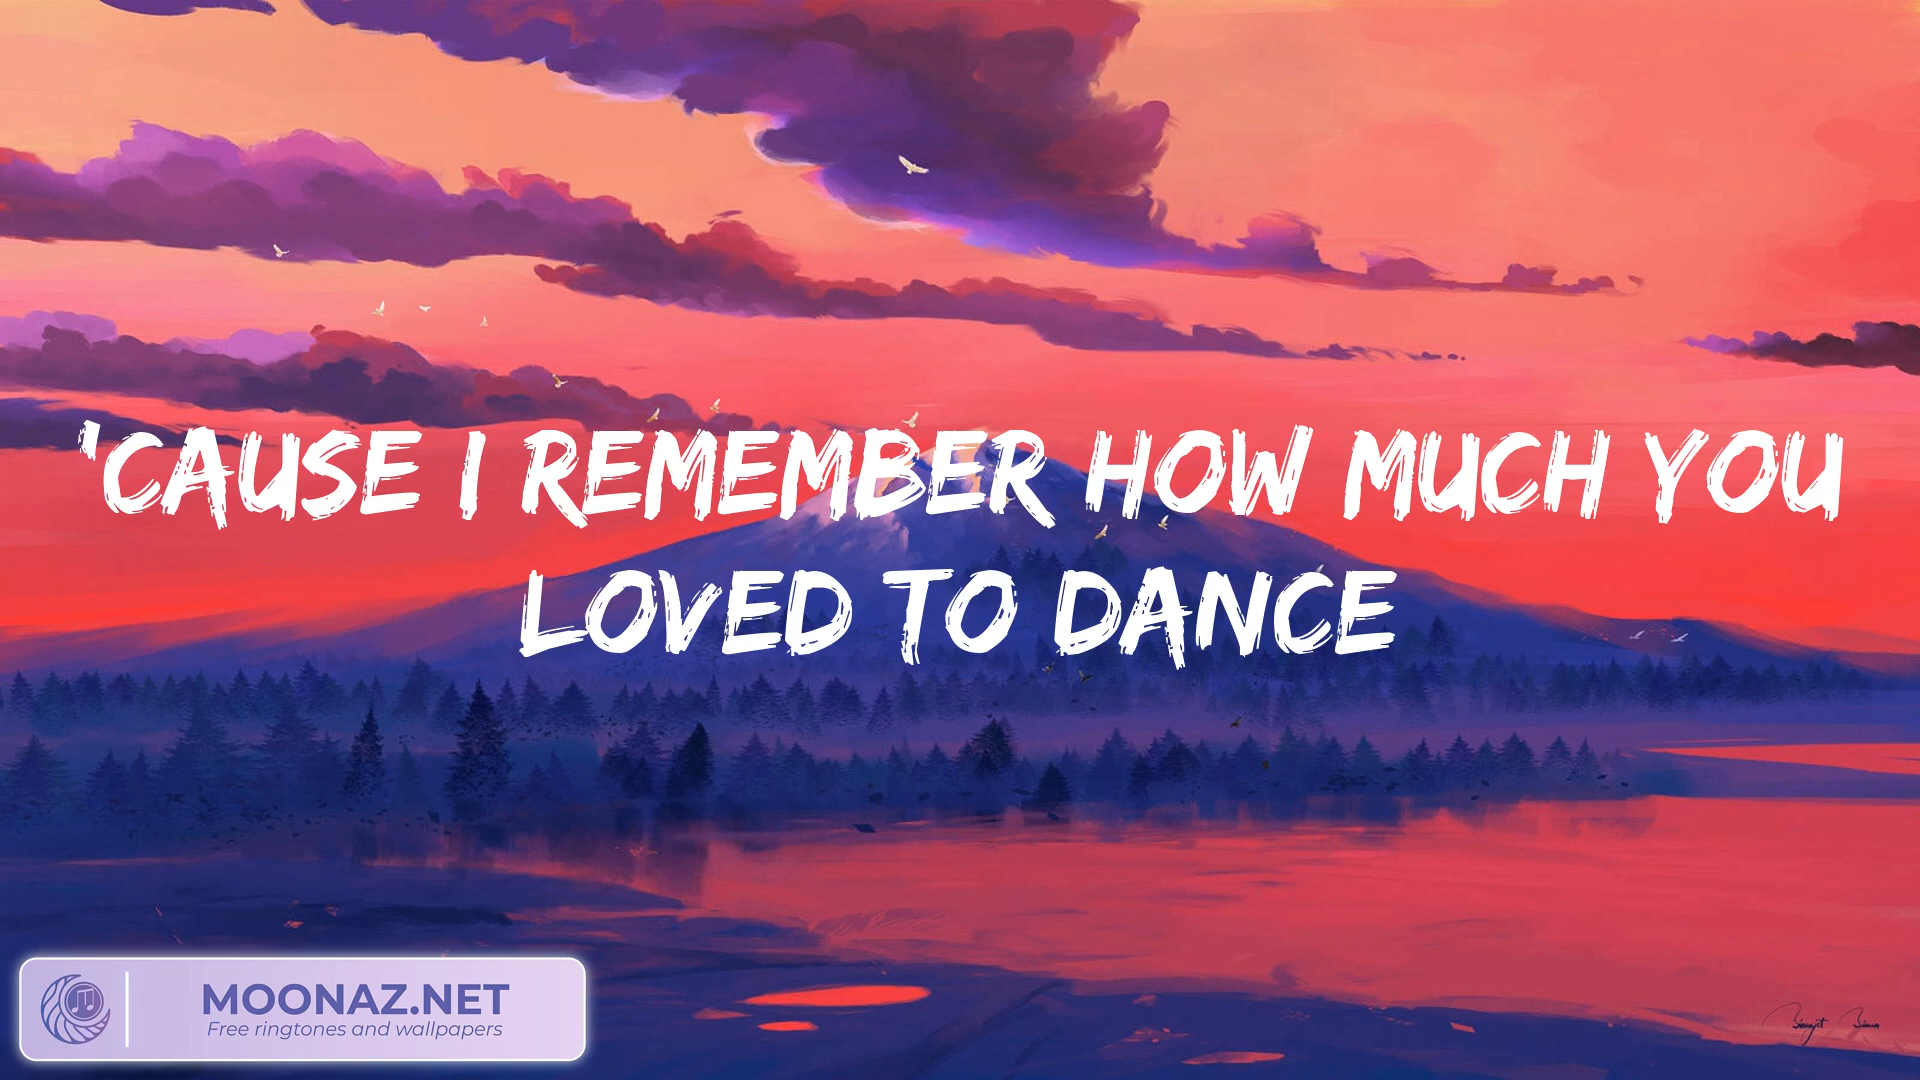 'CAUSE I REMEMBER HOW MUCH YOU
LOVED TO DANCE
MOONAZ.NET
Free ringtones and wallpapers